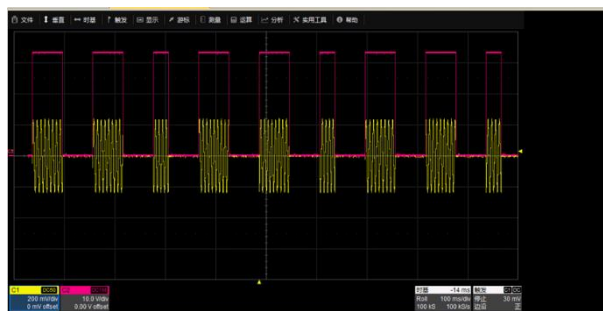 文件 垂直 时基 触发 显示 光标 测量 运算 分析 实用工具 帮助
C1 DC50
200 mV/div
0 mV offset
10.0 V/div
0.00 V offset
时基 -14 ms
Roll 100 ms/div
100 kS 100 kS/s
触发 C1 DC
停止 30 mV
边沿 正